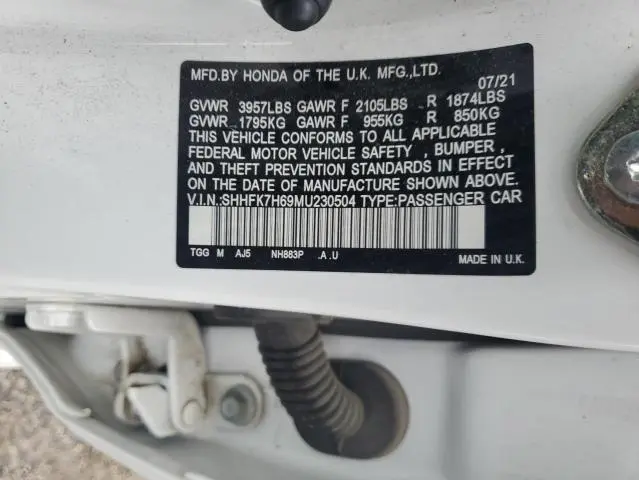 MFD.BY HONDA OF THE U.K. MFG.,LTD. 07/21
GVWR 3957LBS GAWR F 2105LBS R 1874LBS
GVWR 1795KG GAWR F 955KG R 850KG
THIS VEHICLE CONFORMS TO ALL APPLICABLE
FEDERAL MOTOR VEHICLE SAFETY , BUMPER ,
AND THEFT PREVENTION STANDARDS IN EFFECT
ON THE DATE OF MANUFACTURE SHOWN ABOVE.
V.I.N.:SHHFK7H69MU230504 TYPE:PASSENGER CAR
TGG M AJ5 NH883P .A .U MADE IN U.K.